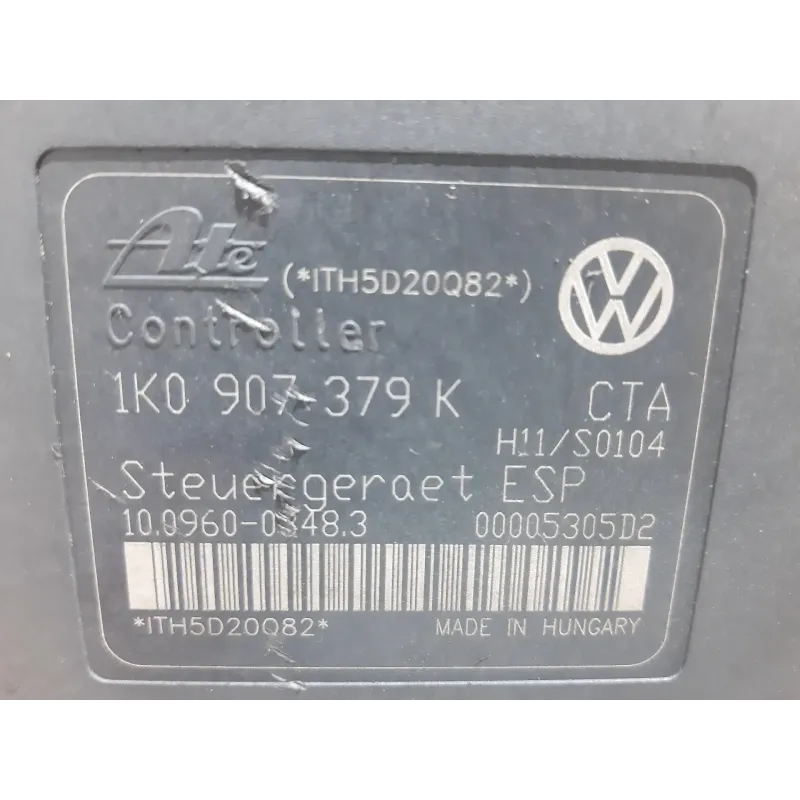 Ate
(*ITH5D20Q82*)
Controller
1K0 907 379 K CTA
H11/S0104
Steuergeraet ESP
10.0960-0348.3 00005305D2
*ITH5D20Q82* MADE IN HUNGARY